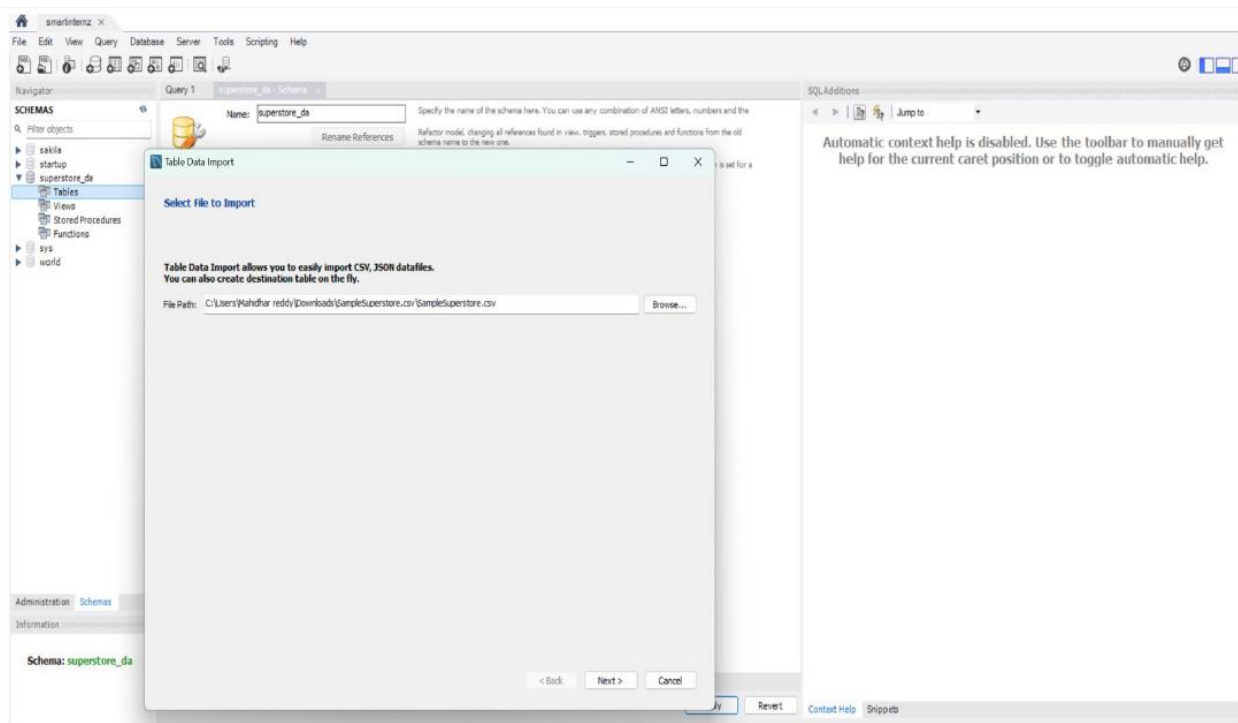 smartinternz ×
File Edit View Query Database Server Tools Scripting Help
Navigator
SCHEMAS
Filter objects
sakila
startup
superstore_da
Tables
Views
Stored Procedures
Functions
sys
world
Administration Schemas
Information
Schema: superstore_da
Query 1 superstore_da - Schema ×
Name: superstore_da
Specify the name of the schema here. You can use any combination of ANSI letters, numbers and the
Rename References
Refactor model, changing all references found in view, triggers, stored procedures and functions from the old
schema name to the new one.
is set for a
Table Data Import
Select File to Import
Table Data Import allows you to easily import CSV, JSON datafiles.
You can also create destination table on the fly.
File Path: C:\Users\Mahidhar reddy\Downloads\SampleSuperstore.csv\SampleSuperstore.csv Browse...
< Back Next > Cancel
Revert
SQLAdditions
Jump to
Automatic context help is disabled. Use the toolbar to manually get
help for the current caret position or to toggle automatic help.
Context Help Snippets